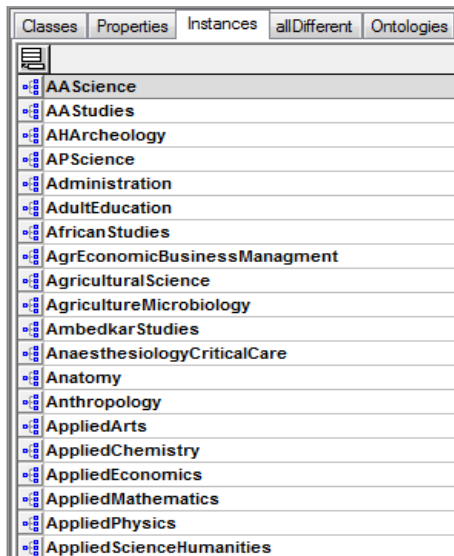 Classes Properties Instances allDifferent Ontologies
AAScience
AAStudies
AHArcheology
APScience
Administration
AdultEducation
AfricanStudies
AgrEconomicBusinessManagment
AgriculturalScience
AgricultureMicrobiology
AmbedkarStudies
AnaesthesiologyCriticalCare
Anatomy
Anthropology
AppliedArts
AppliedChemistry
AppliedEconomics
AppliedMathematics
AppliedPhysics
AppliedScienceHumanities